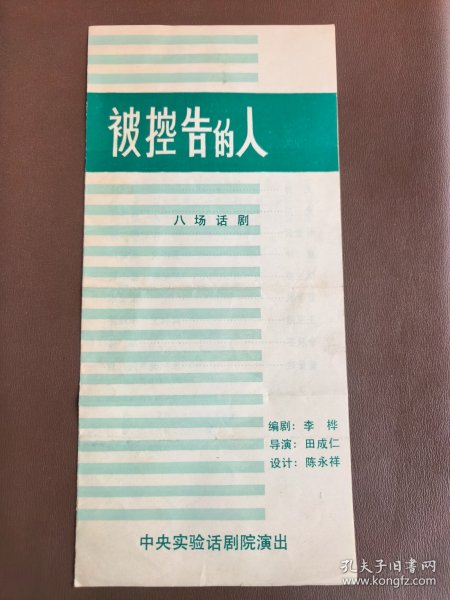 被控告的人
八场话剧
编剧：李桦
导演：田成仁
设计：陈永祥
中央实验话剧院演出
孔夫子旧书网
www.kongfz.com